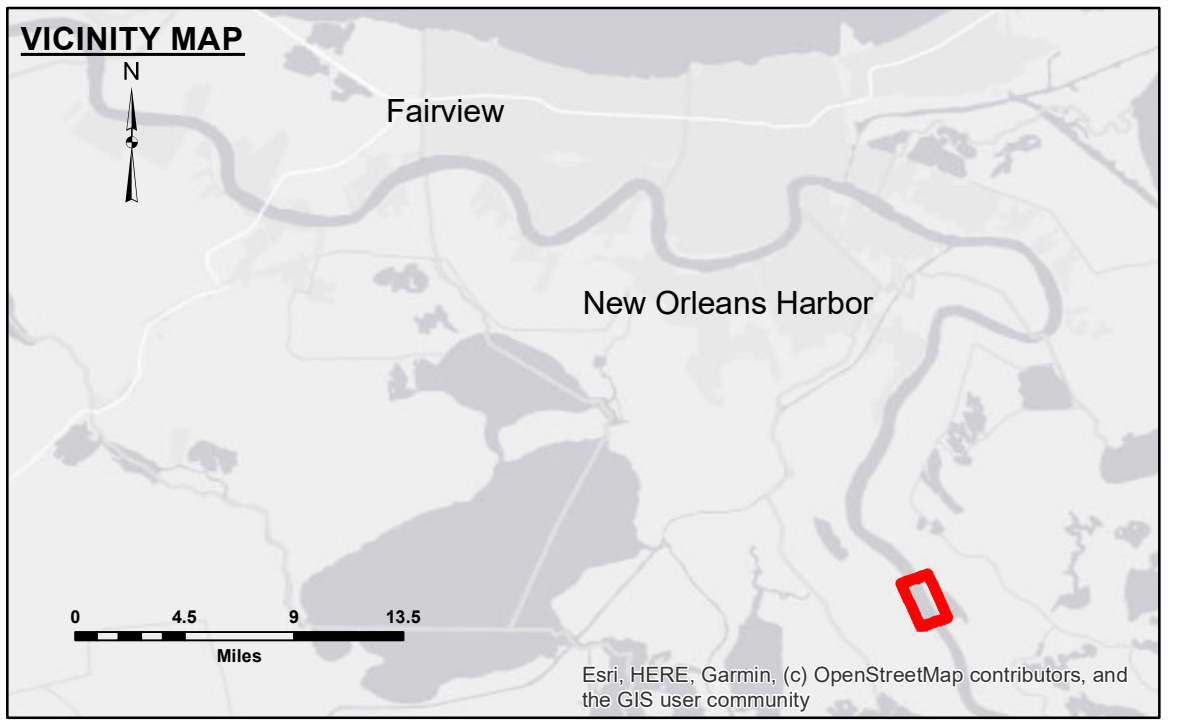 VICINITY MAP
N
Fairview
New Orleans Harbor
0 4.5 9 13.5
Miles
Esri, HERE, Garmin, (c) OpenStreetMap contributors, and
the GIS user community